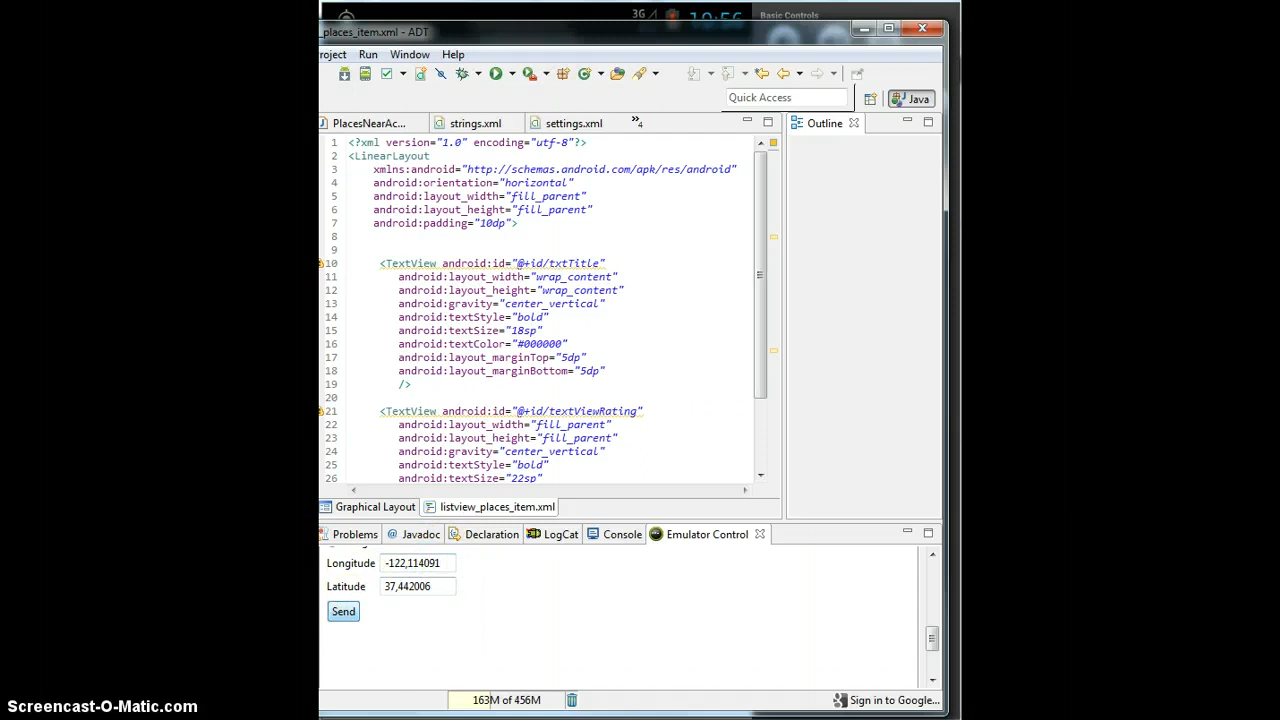 3G 19:56 Basic Controls
_places_item.xml - ADT
roject Run Window Help
Quick Access Java
PlacesNearAc... strings.xml settings.xml »4 Outline
1 <?xml version="1.0" encoding="utf-8"?>
2 <LinearLayout
3 xmlns:android="http://schemas.android.com/apk/res/android"
4 android:orientation="horizontal"
5 android:layout_width="fill_parent"
6 android:layout_height="fill_parent"
7 android:padding="10dp">
8
9
10 <TextView android:id="@+id/txtTitle"
11 android:layout_width="wrap_content"
12 android:layout_height="wrap_content"
13 android:gravity="center_vertical"
14 android:textStyle="bold"
15 android:textSize="18sp"
16 android:textColor="#000000"
17 android:layout_marginTop="5dp"
18 android:layout_marginBottom="5dp"
19 />
20
21 <TextView android:id="@+id/textViewRating"
22 android:layout_width="fill_parent"
23 android:layout_height="fill_parent"
24 android:gravity="center_vertical"
25 android:textStyle="bold"
26 android:textSize="22sp"
Graphical Layout listview_places_item.xml
Problems @ Javadoc Declaration LogCat Console Emulator Control
Longitude -122,114091
Latitude 37,442006
Send
163M of 456M Sign in to Google...
Screencast-O-Matic.com